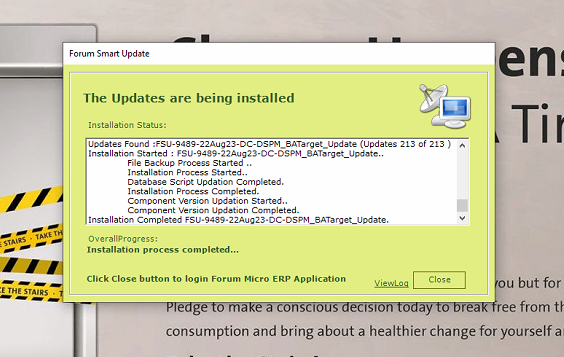 Forum Smart Update
The Updates are being installed
Installation Status:
Updates Found :FSU-9489-22Aug23-DC-DSPM_BATarget_Update (Updates 213 of 213 )
Installation Started : FSU-9489-22Aug23-DC-DSPM_BATarget_Update..
File Backup Process Started ..
Installation Process Started..
Database Script Updation Completed.
Installation Process Completed.
Component Version Updation Started..
Component Version Updation Completed.
Installation Completed FSU-9489-22Aug23-DC-DSPM_BATarget_Update.
OverallProgress:
Installation process completed...
Click Close button to login Forum Micro ERP Application
ViewLog
Close
A
THE STAIRS - TAKE
THE STAIRS
you but for
Pledge to make a conscious decision today to break free from th
consumption and bring about a healthier change for yourself a